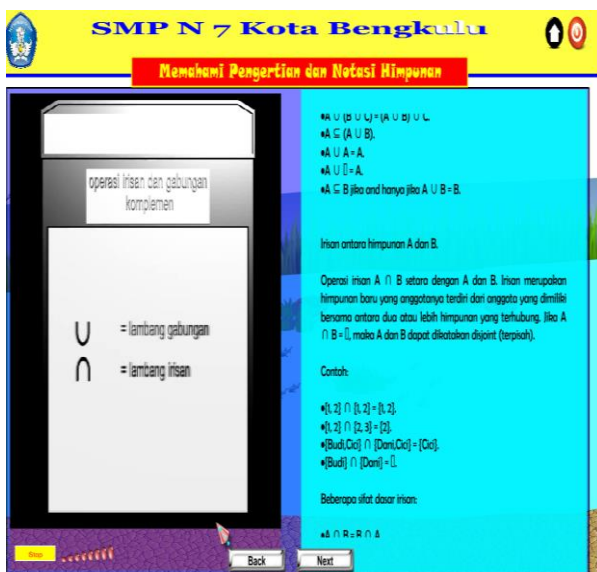 SMP N 7 Kota Bengkulu
Memahami Pengertian dan Notasi Himpunan
operasi irisan dan gabungan
komplemen
∪ = lambang gabungan
∩ = lambang irisan
•A ∪ (B ∪ C) = (A ∪ B) ∪ C.
•A ⊆ (A ∪ B).
•A ∪ A = A.
•A ∪ [] = A.
•A ⊆ B jika and hanya jika A ∪ B = B.
Irisan antara himpunan A dan B.
Operasi irisan A ∩ B setara dengan A dan B. Irisan merupakan
himpunan baru yang anggotanya terdiri dari anggota yang dimiliki
bersama antara dua atau lebih himpunan yang terhubung. Jika A
∩ B = [], maka A dan B dapat dikatakan disjoint (terpisah).
Contoh:
•{1, 2} ∩ {1, 2} = {1, 2}.
•{1, 2} ∩ {2, 3} = {2}.
•{Budi,Cici} ∩ {Dani,Cici} = {Cici}.
•{Budi} ∩ {Dani} = [].
Beberapa sifat dasar irisan:
•A ∩ B = B ∩ A
Stop
Back
Next